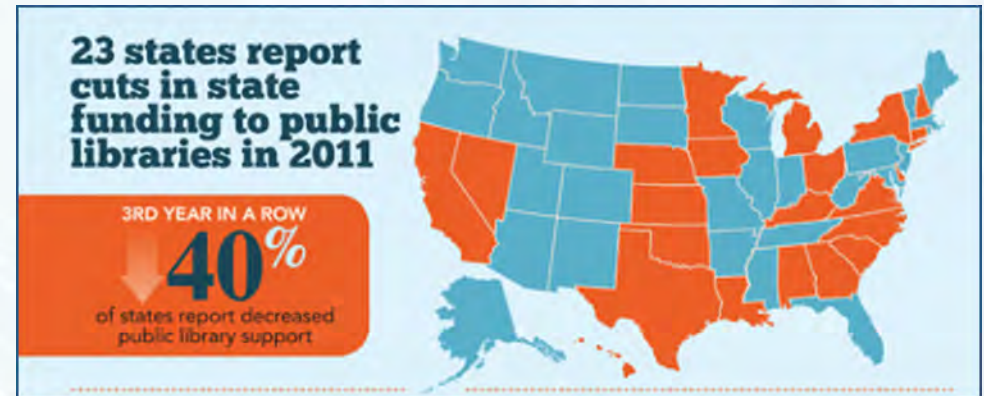 23 states report
cuts in state
funding to public
libraries in 2011
3RD YEAR IN A ROW
40%
of states report decreased
public library support